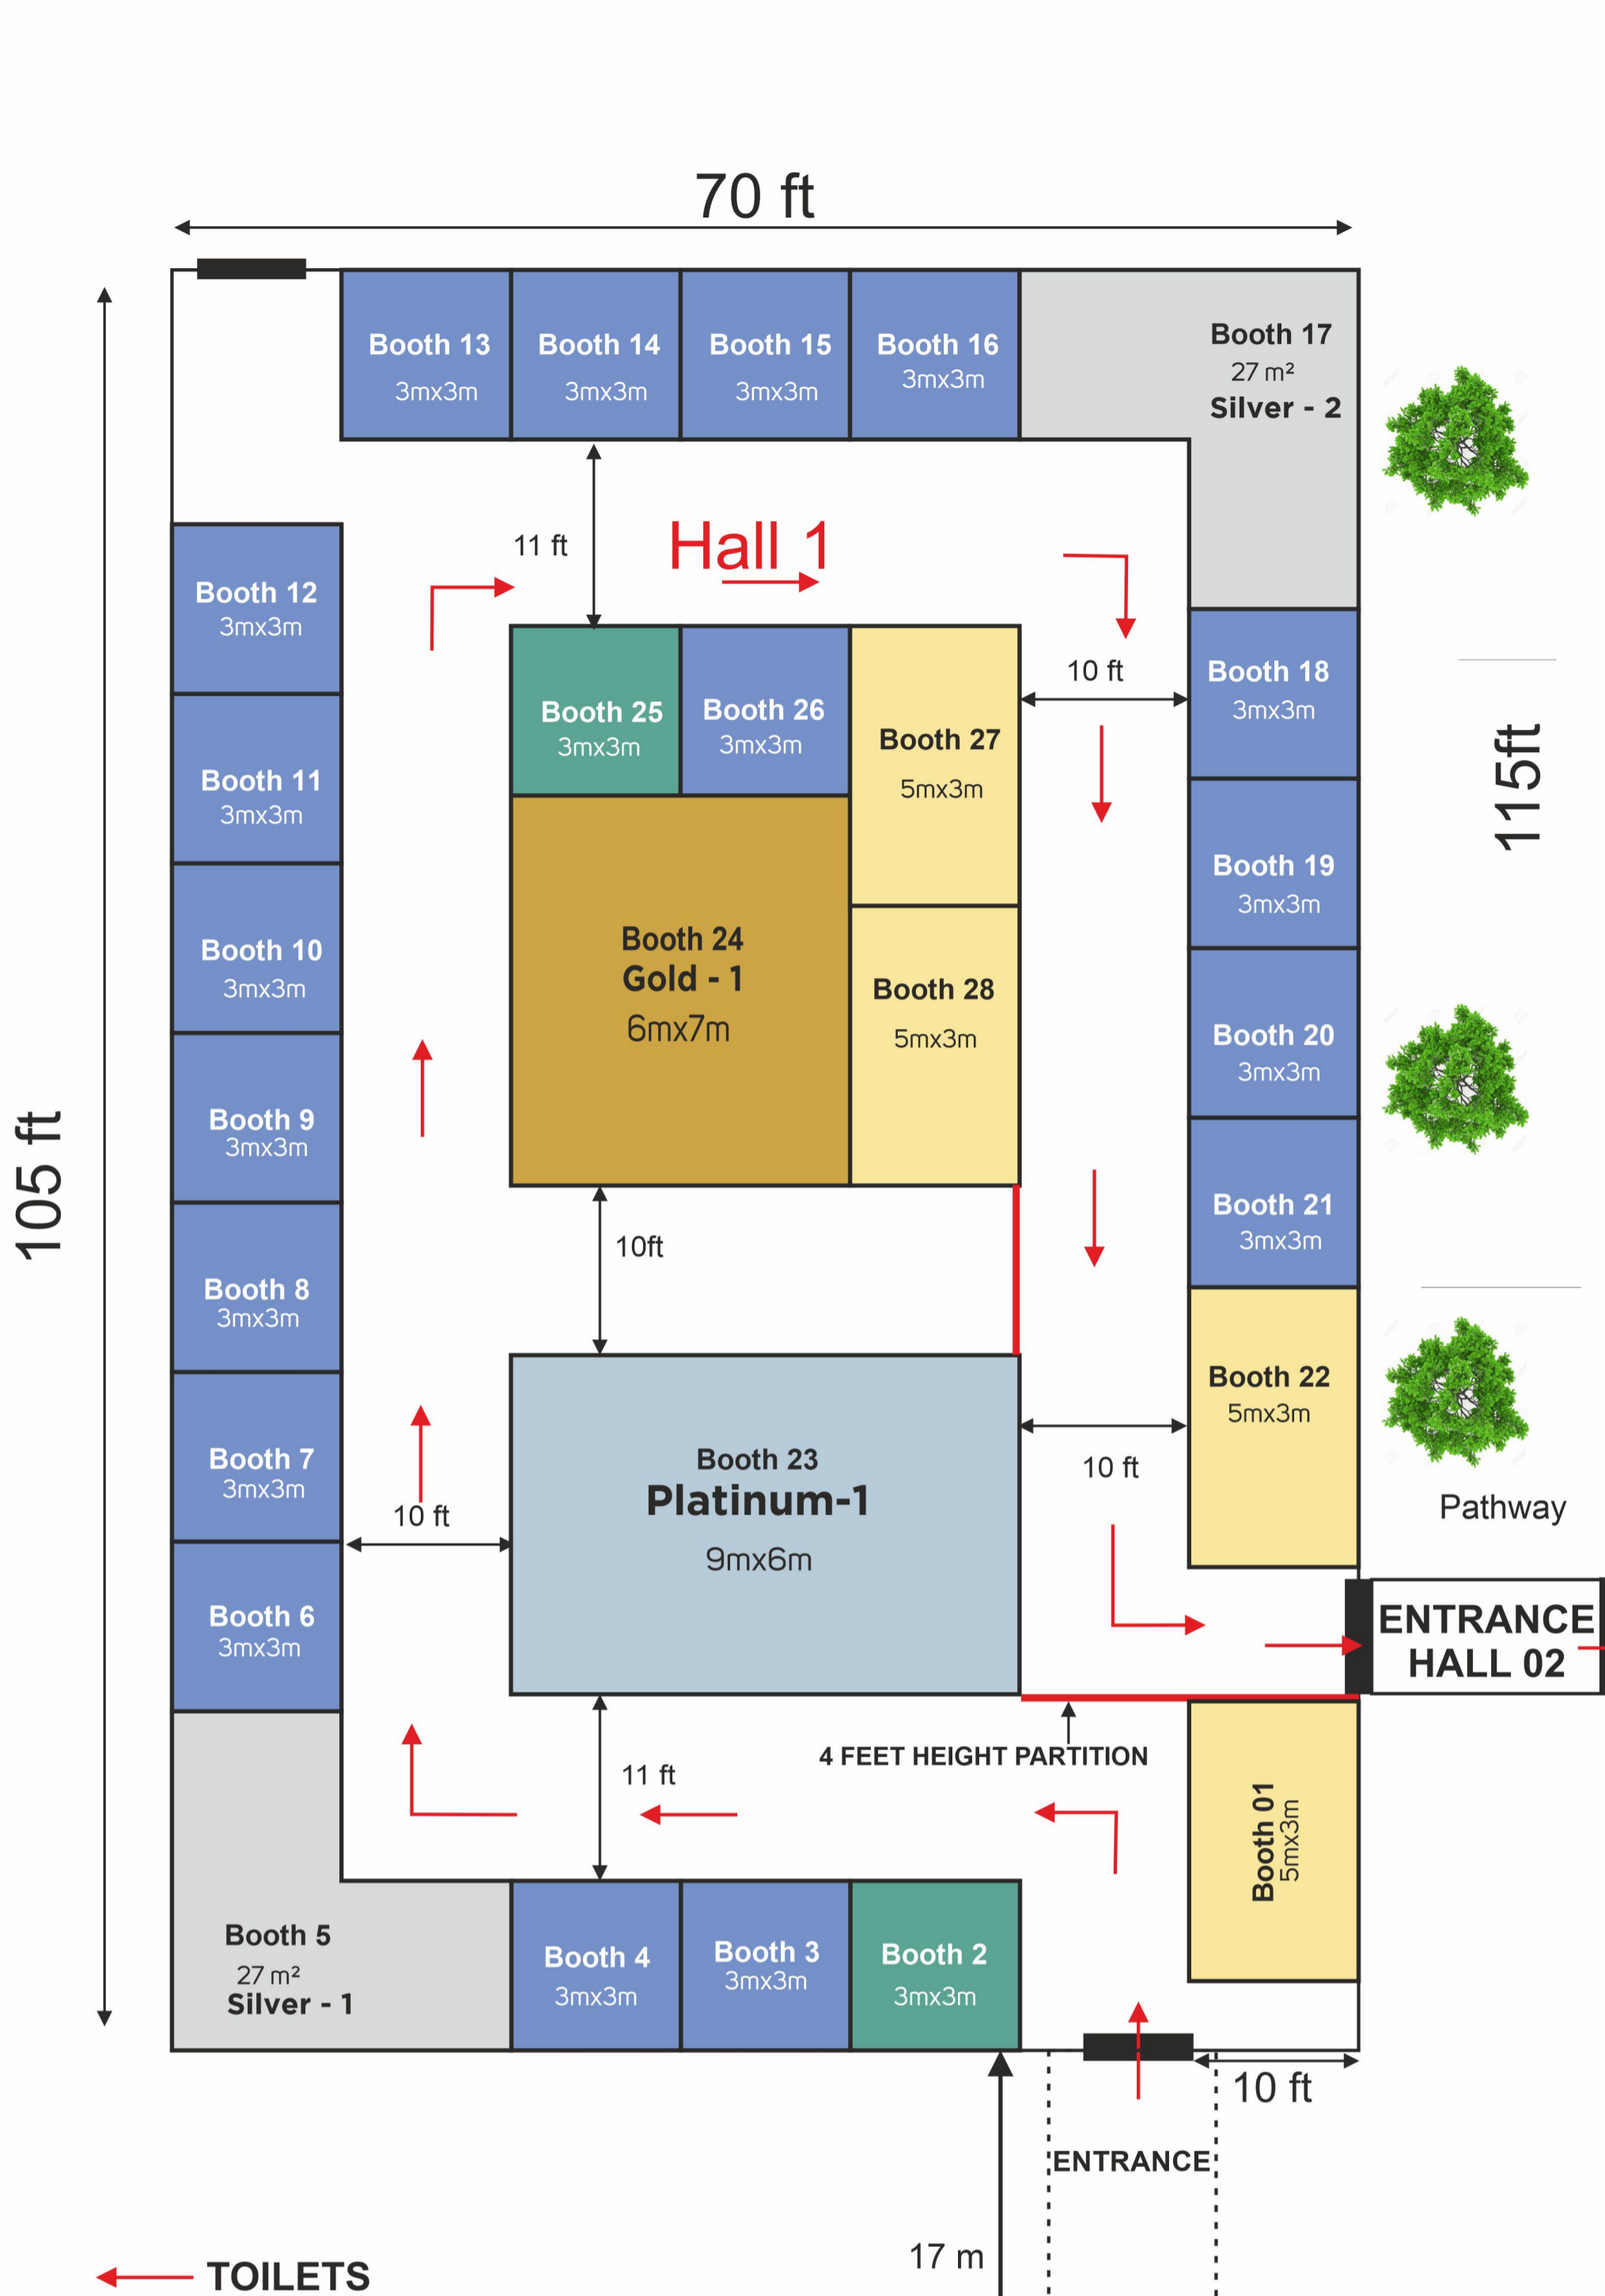 70 ft
Booth 13
3mx3m
Booth 14
3mx3m
Booth 15
3mx3m
Booth 16
3mx3m
Booth 17
27 m²
Silver - 2
11 ft
Hall 1
Booth 12
3mx3m
Booth 25
3mx3m
Booth 26
3mx3m
Booth 27
5mx3m
10 ft
Booth 18
3mx3m
Booth 11
3mx3m
115ft
Booth 19
3mx3m
Booth 10
3mx3m
Booth 24
Gold - 1
6mx7m
Booth 28
5mx3m
Booth 20
3mx3m
Booth 9
3mx3m
105 ft
Booth 21
3mx3m
10ft
Booth 8
3mx3m
Booth 22
5mx3m
Booth 7
3mx3m
10 ft
Booth 23
Platinum-1
9mx6m
10 ft
Pathway
Booth 6
3mx3m
ENTRANCE
HALL 02
4 FEET HEIGHT PARTITION
11 ft
Booth 01
5mx3m
Booth 5
27 m²
Silver - 1
Booth 4
3mx3m
Booth 3
3mx3m
Booth 2
3mx3m
10 ft
ENTRANCE
17 m
TOILETS